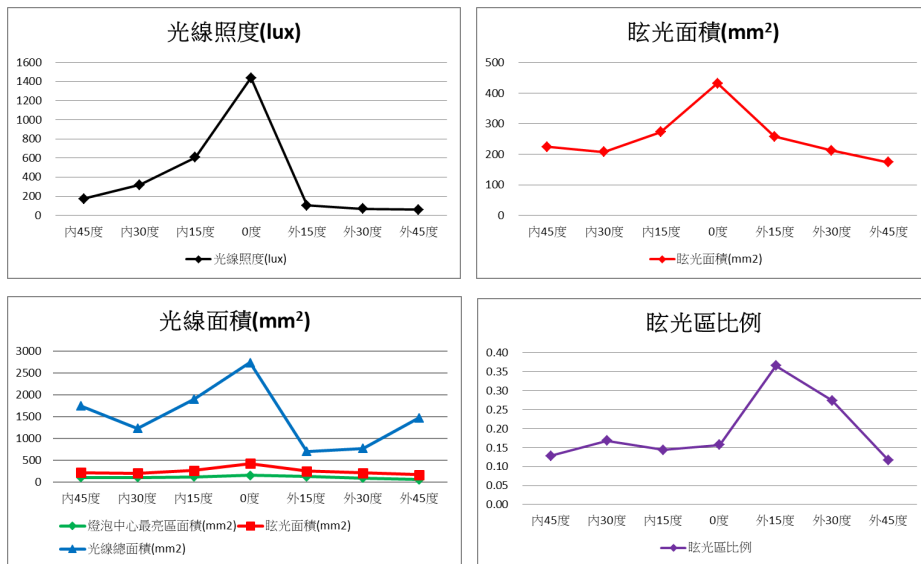 光線照度(lux)
1600
1400
1200
1000
800
600
400
200
0
內45度 內30度 內15度 0度 外15度 外30度 外45度
光線照度(lux)
眩光面積(mm²)
500
400
300
200
100
0
內45度 內30度 內15度 0度 外15度 外30度 外45度
眩光面積(mm2)
光線面積(mm²)
3000
2500
2000
1500
1000
500
0
內45度 內30度 內15度 0度 外15度 外30度 外45度
燈泡中心最亮區面積(mm2) 眩光面積(mm2)
光線總面積(mm2)
眩光區比例
0.40
0.35
0.30
0.25
0.20
0.15
0.10
0.05
0.00
內45度 內30度 內15度 0度 外15度 外30度 外45度
眩光區比例